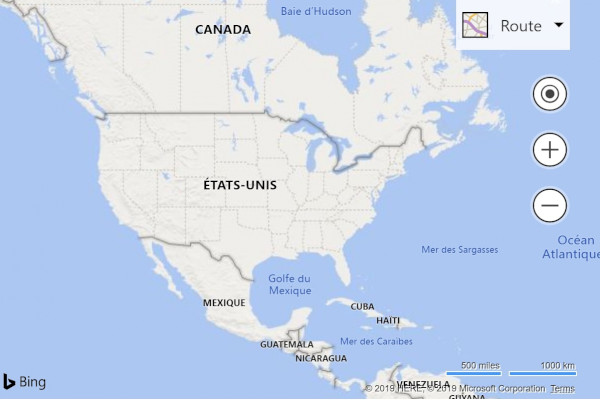 Baie d'Hudson
CANADA
Route
ÉTATS-UNIS
Mer des Sargasses
Océan
Atlantique
Golfe du
Mexique
MEXIQUE
CUBA
HAÏTI
GUATEMALA
Mer des Caraïbes
NICARAGUA
500 miles 1000 km
Bing
VENEZUELA
© 2019 HERE, © 2019 Microsoft Corporation Terms
GUYANA